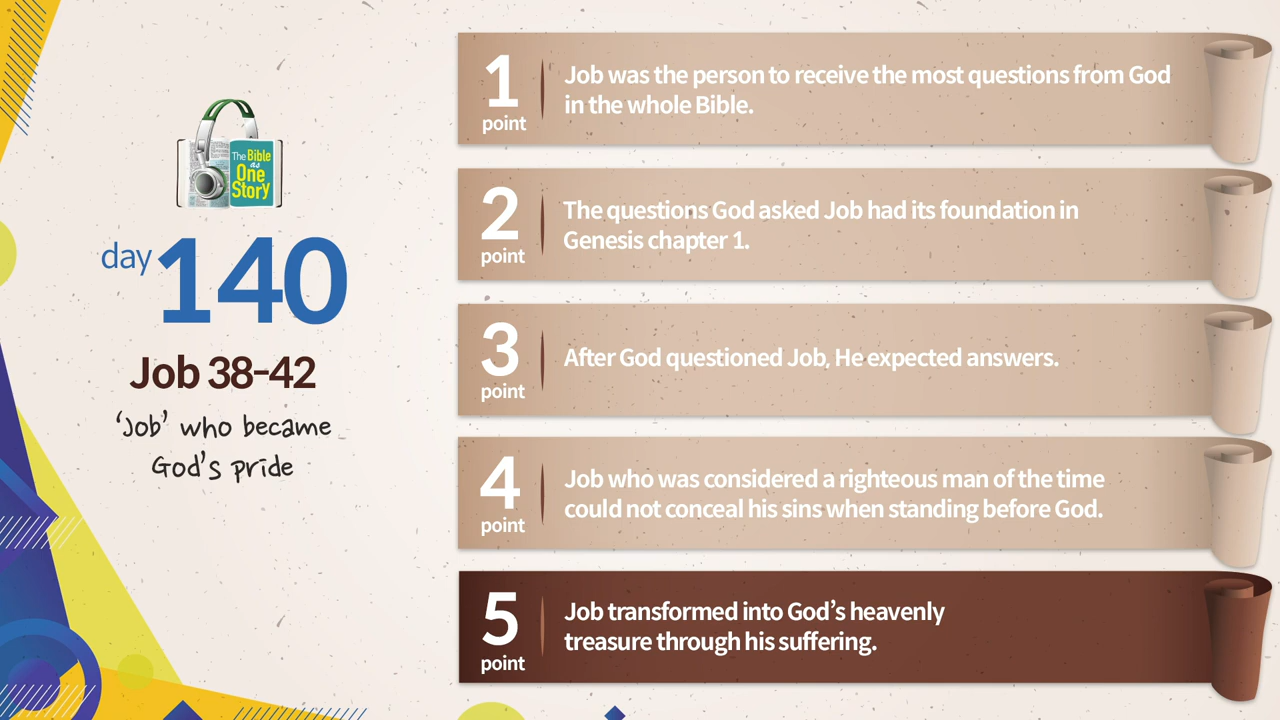 The Bible
as
One
Story
day 140
Job 38-42
‘Job’ who became
God’s pride
1
point
Job was the person to receive the most questions from God
in the whole Bible.
2
point
The questions God asked Job had its foundation in
Genesis chapter 1.
3
point
After God questioned Job, He expected answers.
4
point
Job who was considered a righteous man of the time
could not conceal his sins when standing before God.
5
point
Job transformed into God’s heavenly
treasure through his suffering.